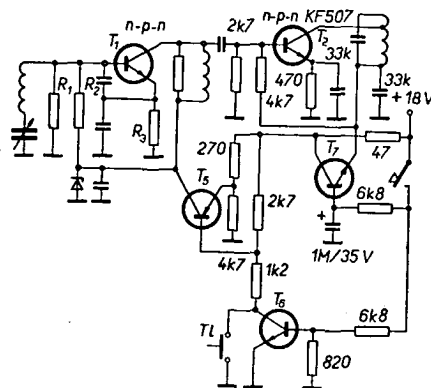 n-p-n
n-p-n KF507
T1
2k7
T2
R1
R2
R3
4k7
470
33k
33k
+18V
270
T7
47
T5
2k7
+
6k8
1M/35 V
4k7
1k2
Tl
T6
6k8
820